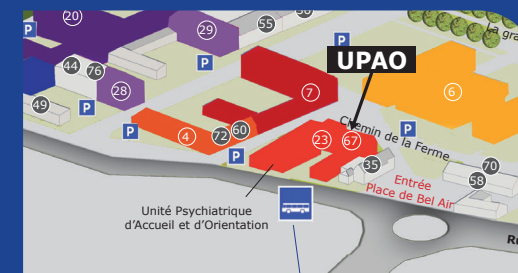 20
29
55
P
La gra
P
P
UPAO
44
76
28
7
6
49
P
P
4
72
60
23
67
Chemin de la Ferme
P
P
35
70
58
Entrée
Place de Bel Air
Unité Psychiatrique
d'Accueil et d'Orientation